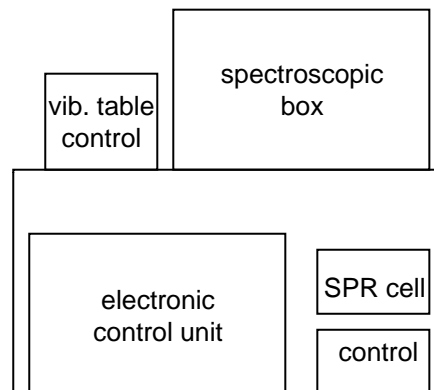 spectroscopic
box
vib. table
control
SPR cell
electronic
control unit
control